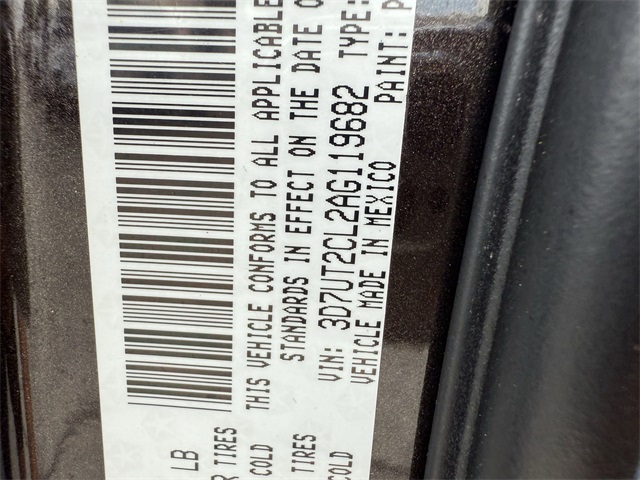 LB
R TIRES
COLD
TIRES
COLD
THIS VEHICLE CONFORMS TO ALL APPLICABLE
STANDARDS IN EFFECT ON THE DATE O
VIN: 3D7UT2CL2AG119682 TYPE:
VEHICLE MADE IN MEXICO PAINT: P